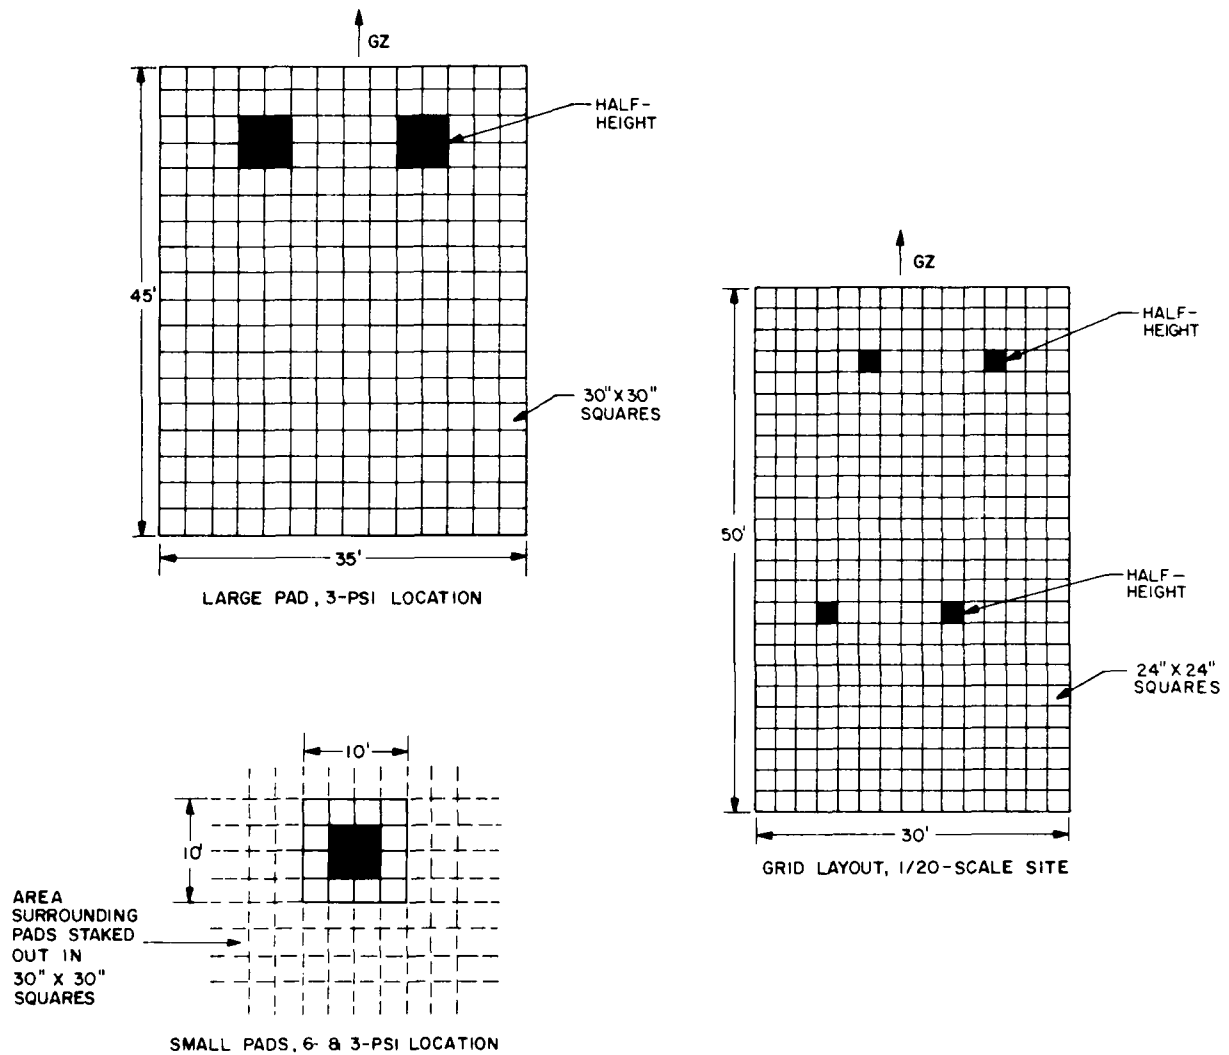 GZ
HALF-
HEIGHT
45'
30" X 30"
SQUARES
35'
LARGE PAD, 3-PSI LOCATION
GZ
HALF-
HEIGHT
50'
HALF-
HEIGHT
24" X 24"
SQUARES
30'
GRID LAYOUT, 1/20-SCALE SITE
10'
10'
AREA
SURROUNDING
PADS STAKED
OUT IN
30" X 30"
SQUARES
SMALL PADS, 6- & 3-PSI LOCATION